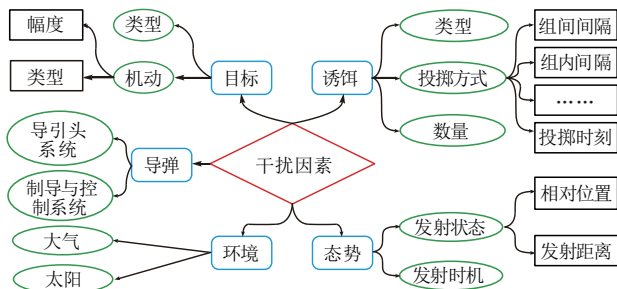 幅度
类型
类型
机动
目标
诱饵
类型
投掷方式
数量
组间间隔
组内间隔
……
投掷时刻
导引头
系统
制导与控
制系统
导弹
干扰因素
大气
太阳
环境
态势
发射状态
发射时机
相对位置
发射距离